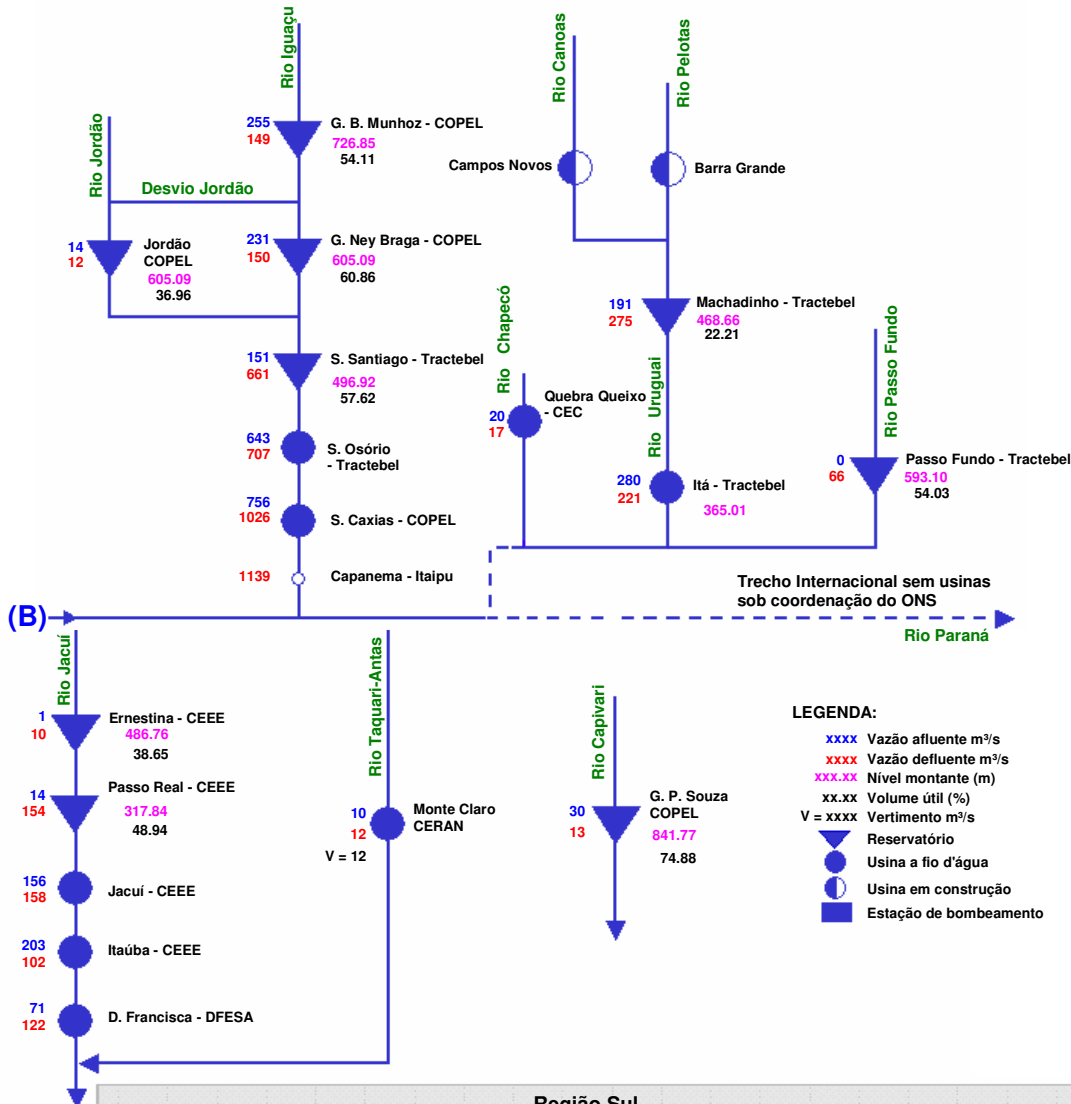 Rio Iguaçu
255
149
G. B. Munhoz - COPEL
726.85
54.11
Rio Jordão
Desvio Jordão
14
12
Jordão
COPEL
605.09
36.96
231
150
G. Ney Braga - COPEL
605.09
60.86
151
661
S. Santiago - Tractebel
496.92
57.62
643
707
S. Osório
- Tractebel
756
1026
S. Caxias - COPEL
1139
Capanema - Itaipu
Rio Canoas
Rio Pelotas
Campos Novos
Barra Grande
191
275
Machadinho - Tractebel
468.66
22.21
Rio Chapecó
20
17
Quebra Queixo
- CEC
Rio Uruguai
280
221
Itá - Tractebel
365.01
Rio Passo Fundo
0
66
Passo Fundo - Tractebel
593.10
54.03
Trecho Internacional sem usinas
sob coordenação do ONS
(B)
Rio Paraná
Rio Jacuí
1
10
Ernestina - CEEE
486.76
38.65
14
154
Passo Real - CEEE
317.84
48.94
156
158
Jacuí - CEEE
203
102
Itaúba - CEEE
71
122
D. Francisca - DFESA
Rio Taquari-Antas
10
12
V = 12
Monte Claro
CERAN
Rio Capivari
30
13
G. P. Souza
COPEL
841.77
74.88
LEGENDA:
xxxx Vazão afluente m³/s
xxxx Vazão defluente m³/s
xxx.xx Nível montante (m)
xx.xx Volume útil (%)
V = xxxx Vertimento m³/s
Reservatório
Usina a fio d'água
Usina em construção
Estação de bombeamento
Região Sul